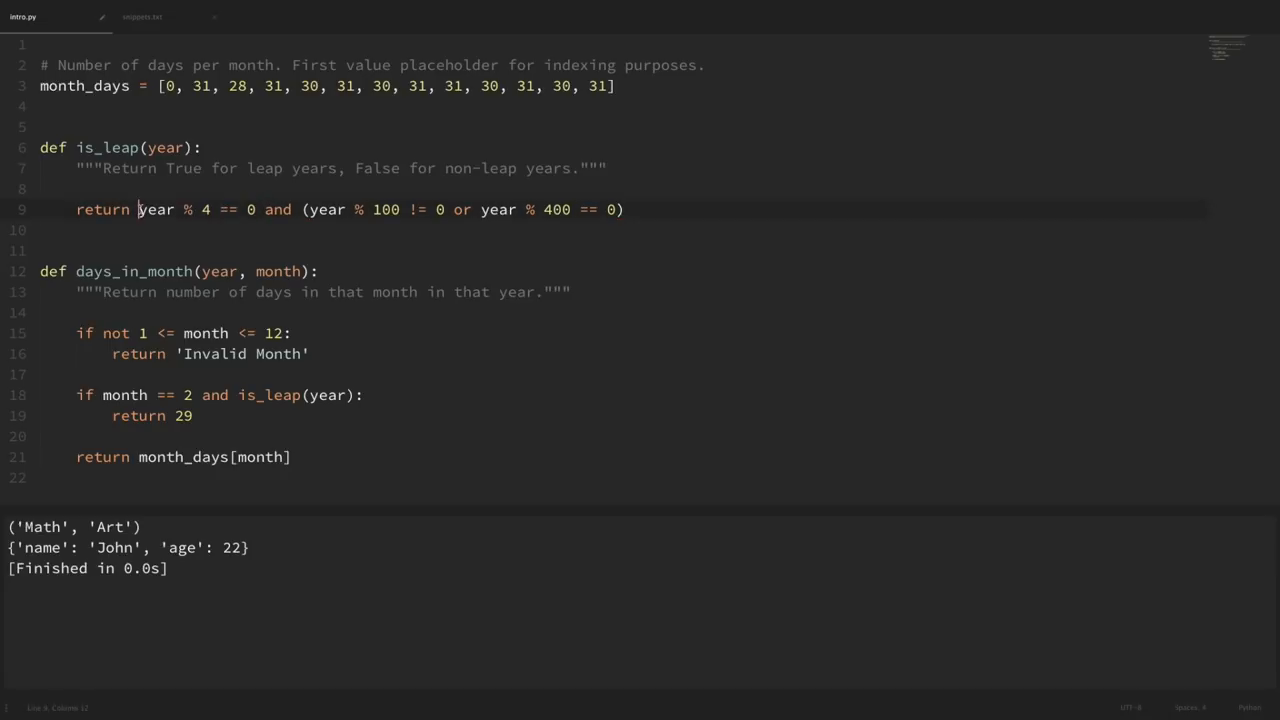 intro.py snippets.txt
1
2 # Number of days per month. First value placeholder for indexing purposes.
3 month_days = [0, 31, 28, 31, 30, 31, 30, 31, 31, 30, 31, 30, 31]
4
5
6 def is_leap(year):
7     """Return True for leap years, False for non-leap years."""
8
9     return year % 4 == 0 and (year % 100 != 0 or year % 400 == 0)
10
11
12 def days_in_month(year, month):
13     """Return number of days in that month in that year."""
14
15     if not 1 <= month <= 12:
16         return 'Invalid Month'
17
18     if month == 2 and is_leap(year):
19         return 29
20
21     return month_days[month]
22
('Math', 'Art')
{'name': 'John', 'age': 22}
[Finished in 0.0s]
Line 9, Column 12 UTF-8 Spaces: 4 Python